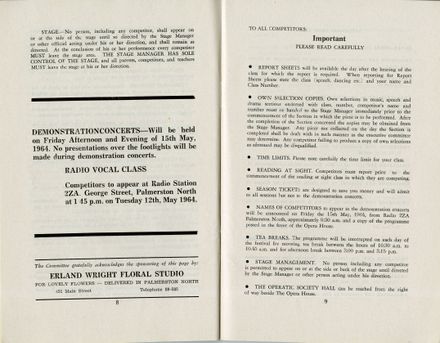 STAGE.—No person, including any competitor, shall appear on
or at the side of the stage until directed by the Stage Manager
or other official acting under his or her direction, and shall remain as
directed. At the conclusion of his or her performance every competitor
MUST leave the stage. THE STAGE MANAGER HAS SOLE
CONTROL OF THE STAGE, and all parents, competitors, and teachers
MUST leave the stage at his or her direction.
DEMONSTRATION CONCERTS—Will be held
on Friday Afternoon and Evening of 15th May,
1964. No presentations over the footlights will be
made during demonstration concerts.
RADIO VOCAL CLASS
Competitors to appear at Radio Station
2ZA, George Street, Palmerston North
at 1 45 p.m. on Tuesday 12th May, 1964.
The Committee gratefully acknowledges the sponsoring of this page by:
ERLAND WRIGHT FLORAL STUDIO
FOR LOVELY FLOWERS — DELIVERED IN PALMERSTON NORTH
Main Street Telephone
8
TO ALL COMPETITORS:
Important
PLEASE READ CAREFULLY
● REPORT SHEETS will be available the day after the hearing of the
class for which the report is required. When reporting for Report
Sheets please state the class (speech, dancing etc.) and your name and
Class Number.
● OWN SELECTION COPIES. Own selections in music, speech and
drama sections endorsed with class, number, competitor's name and
number must be handed to the Stage Manager immediately prior to the
commencement of the Section in which the piece is to be performed. After
the completion of the Section concerned the copies may be obtained from
the Stage Manager. Any piece not collected on the day the Section is
completed shall be dealt with in such manner as the executive committee
may determine. Any competitor failing to produce a copy of own selections
as directed may be disqualified.
● TIME LIMITS. Please note carefully the time limit for your class.
● READING AT SIGHT. Competitors must report prior to the
commencement of the reading at sight class in which they are competing.
● SEASON TICKETS are designed to save you money and will admit
to all sessions but not to the demonstration concerts.
● NAMES OF COMPETITORS to appear in the demonstration concerts
will be announced on Friday the 15th May, 1964, from Radio 2ZA
Palmerston North, approximately 9.30 a.m. and a copy of the programme
posted in the foyer of the Opera House.
● TEA BREAKS. The programme will be interrupted on each day of
the festival for morning tea break between the hours of 10.30 a.m. to
10.45 a.m. and for afternoon break between 3.00 p.m. and 3.15 p.m.
● STAGE MANAGEMENT. No person including any competitor
is permitted to appear on or at the side or back of the stage until directed
by the Stage Manager or other person acting under his direction.
● THE OPERATIC SOCIETY HALL can be reached from the right
of way beside The Opera House.
9